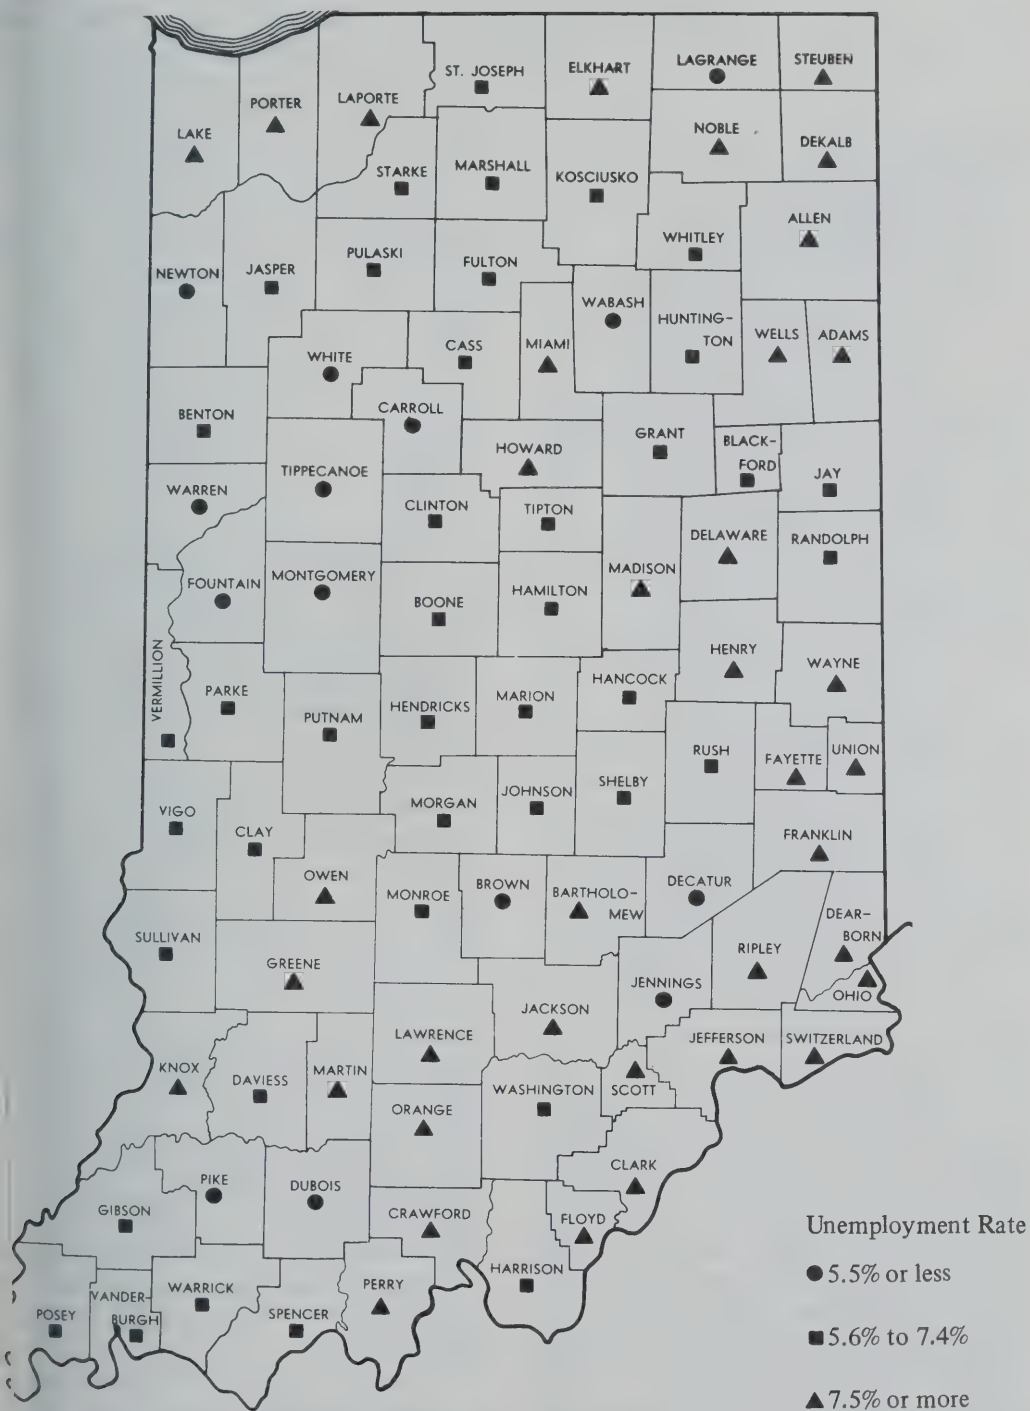 ST. JOSEPH
ELKHART
LAGRANGE
STEUBEN
LAKE
PORTER
LAPORTE
NOBLE
DEKALB
STARKE
MARSHALL
KOSCIUSKO
ALLEN
WHITLEY
NEWTON
JASPER
PULASKI
FULTON
WABASH
HUNTING-
TON
WELLS
ADAMS
WHITE
CASS
MIAMI
BENTON
CARROLL
HOWARD
GRANT
BLACK-
FORD
JAY
WARREN
TIPPECANOE
CLINTON
TIPTON
DELAWARE
RANDOLPH
FOUNTAIN
MONTGOMERY
BOONE
HAMILTON
MADISON
HENRY
WAYNE
VERMILLION
PARKE
PUTNAM
HENDRICKS
MARION
HANCOCK
RUSH
FAYETTE
UNION
VIGO
CLAY
MORGAN
JOHNSON
SHELBY
FRANKLIN
OWEN
MONROE
BROWN
BARTHOLO-
MEW
DECATUR
DEAR-
BORN
SULLIVAN
GREENE
RIPLEY
OHIO
JENNINGS
JACKSON
LAWRENCE
JEFFERSON
SWITZERLAND
KNOX
DAVIESS
MARTIN
WASHINGTON
SCOTT
ORANGE
CLARK
GIBSON
PIKE
DUBOIS
CRAWFORD
FLOYD
HARRISON
POSEY
VANDER-
BURGH
WARRICK
SPENCER
PERRY
Unemployment Rate
5.5% or less
5.6% to 7.4%
7.5% or more